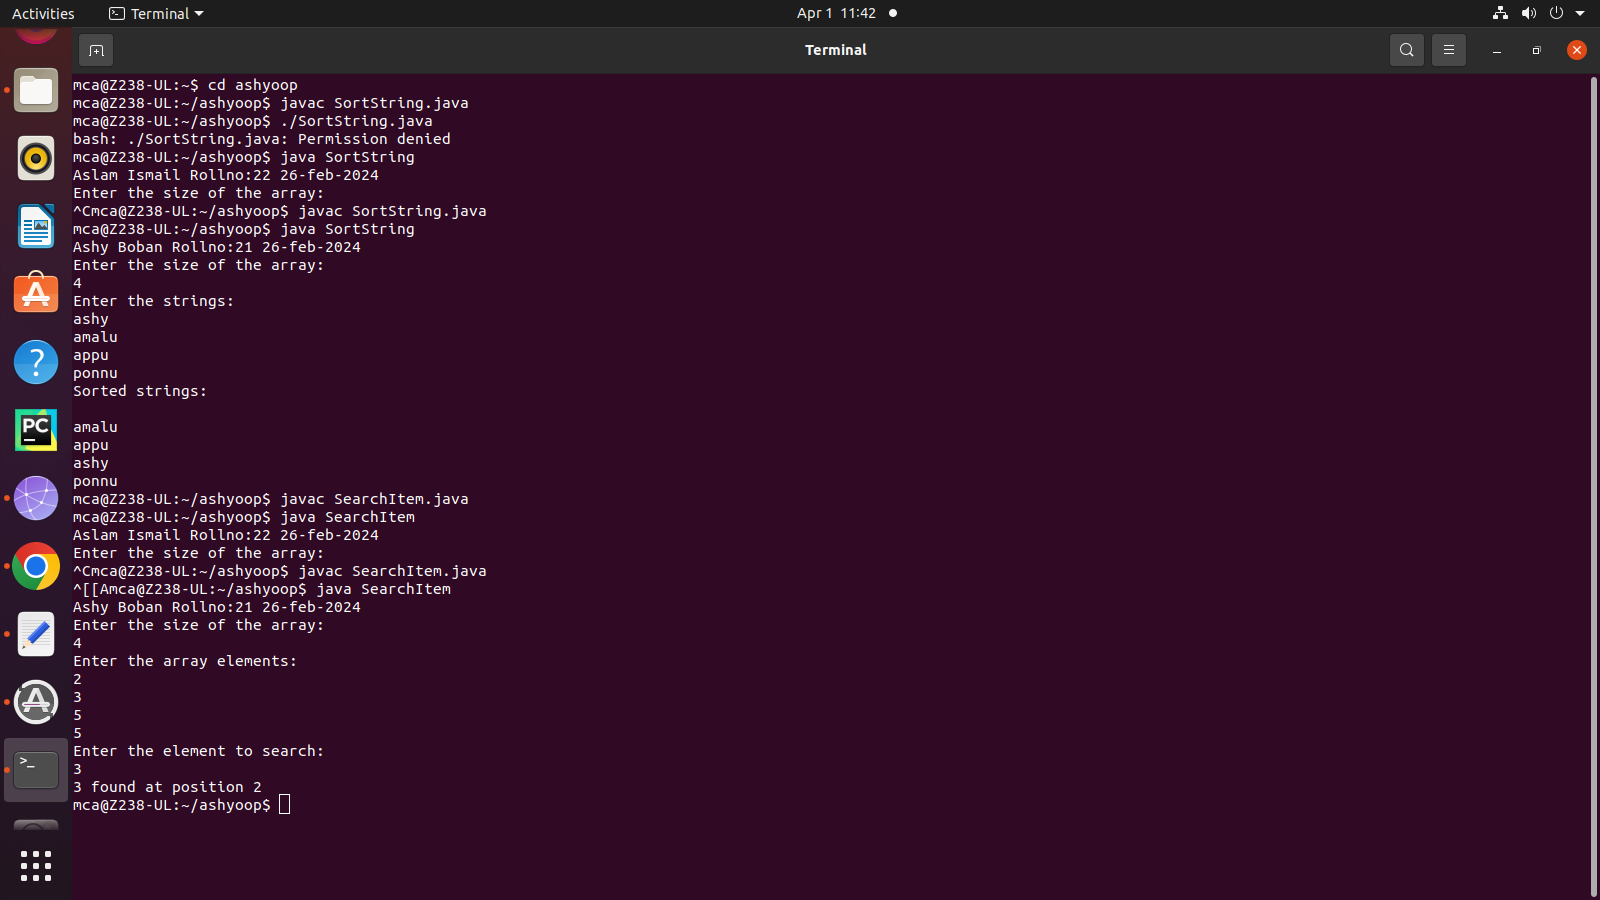 Activities
Terminal
Apr 1 11:42
Terminal
mca@Z238-UL:~$ cd ashyoop
mca@Z238-UL:~/ashyoop$ javac SortString.java
mca@Z238-UL:~/ashyoop$ ./SortString.java
bash: ./SortString.java: Permission denied
mca@Z238-UL:~/ashyoop$ java SortString
Aslam Ismail Rollno:22 26-feb-2024
Enter the size of the array:
^Cmca@Z238-UL:~/ashyoop$ javac SortString.java
mca@Z238-UL:~/ashyoop$ java SortString
Ashy Boban Rollno:21 26-feb-2024
Enter the size of the array:
4
Enter the strings:
ashy
amalu
appu
ponnu
Sorted strings:

amalu
appu
ashy
ponnu
mca@Z238-UL:~/ashyoop$ javac SearchItem.java
mca@Z238-UL:~/ashyoop$ java SearchItem
Aslam Ismail Rollno:22 26-feb-2024
Enter the size of the array:
^Cmca@Z238-UL:~/ashyoop$ javac SearchItem.java
^[[Amca@Z238-UL:~/ashyoop$ java SearchItem
Ashy Boban Rollno:21 26-feb-2024
Enter the size of the array:
4
Enter the array elements:
2
3
5
5
Enter the element to search:
3
3 found at position 2
mca@Z238-UL:~/ashyoop$
PC